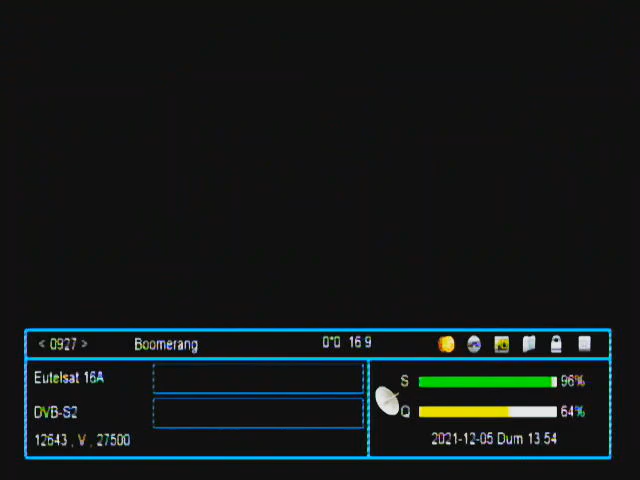 < 0927 > Boomerang 0*0 16:9
Eutelsat 16A
DVB-S2
12643 , V , 27500
S 96%
Q 64%
2021-12-05 Dum 13:54